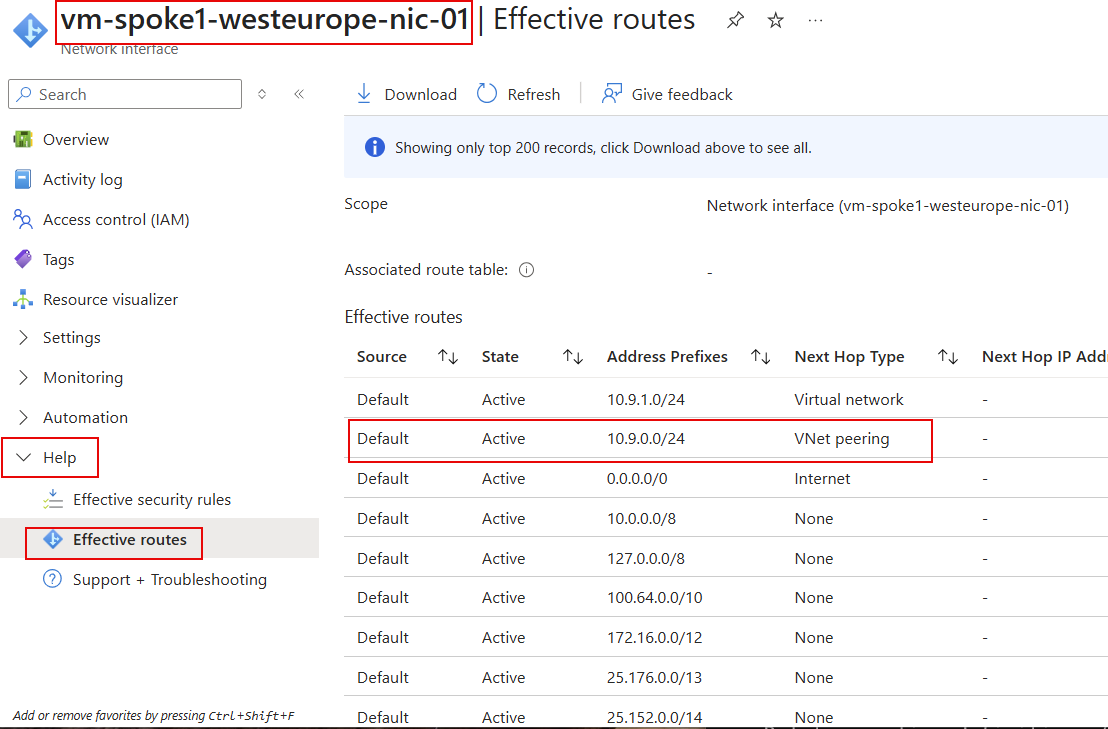 vm-spoke1-westeurope-nic-01 | Effective routes
Network interface
Search
Overview
Activity log
Access control (IAM)
Tags
Resource visualizer
Settings
Monitoring
Automation
Help
Effective security rules
Effective routes
Support + Troubleshooting
Add or remove favorites by pressing Ctrl+Shift+F
Download Refresh Give feedback
Showing only top 200 records, click Download above to see all.
Scope Network interface (vm-spoke1-westeurope-nic-01)
Associated route table: -
Effective routes
Source State Address Prefixes Next Hop Type Next Hop IP Addr
Default Active 10.9.1.0/24 Virtual network -
Default Active 10.9.0.0/24 VNet peering -
Default Active 0.0.0.0/0 Internet -
Default Active 10.0.0.0/8 None -
Default Active 127.0.0.0/8 None -
Default Active 100.64.0.0/10 None -
Default Active 172.16.0.0/12 None -
Default Active 25.176.0.0/13 None -
Default Active 25.152.0.0/14 None -